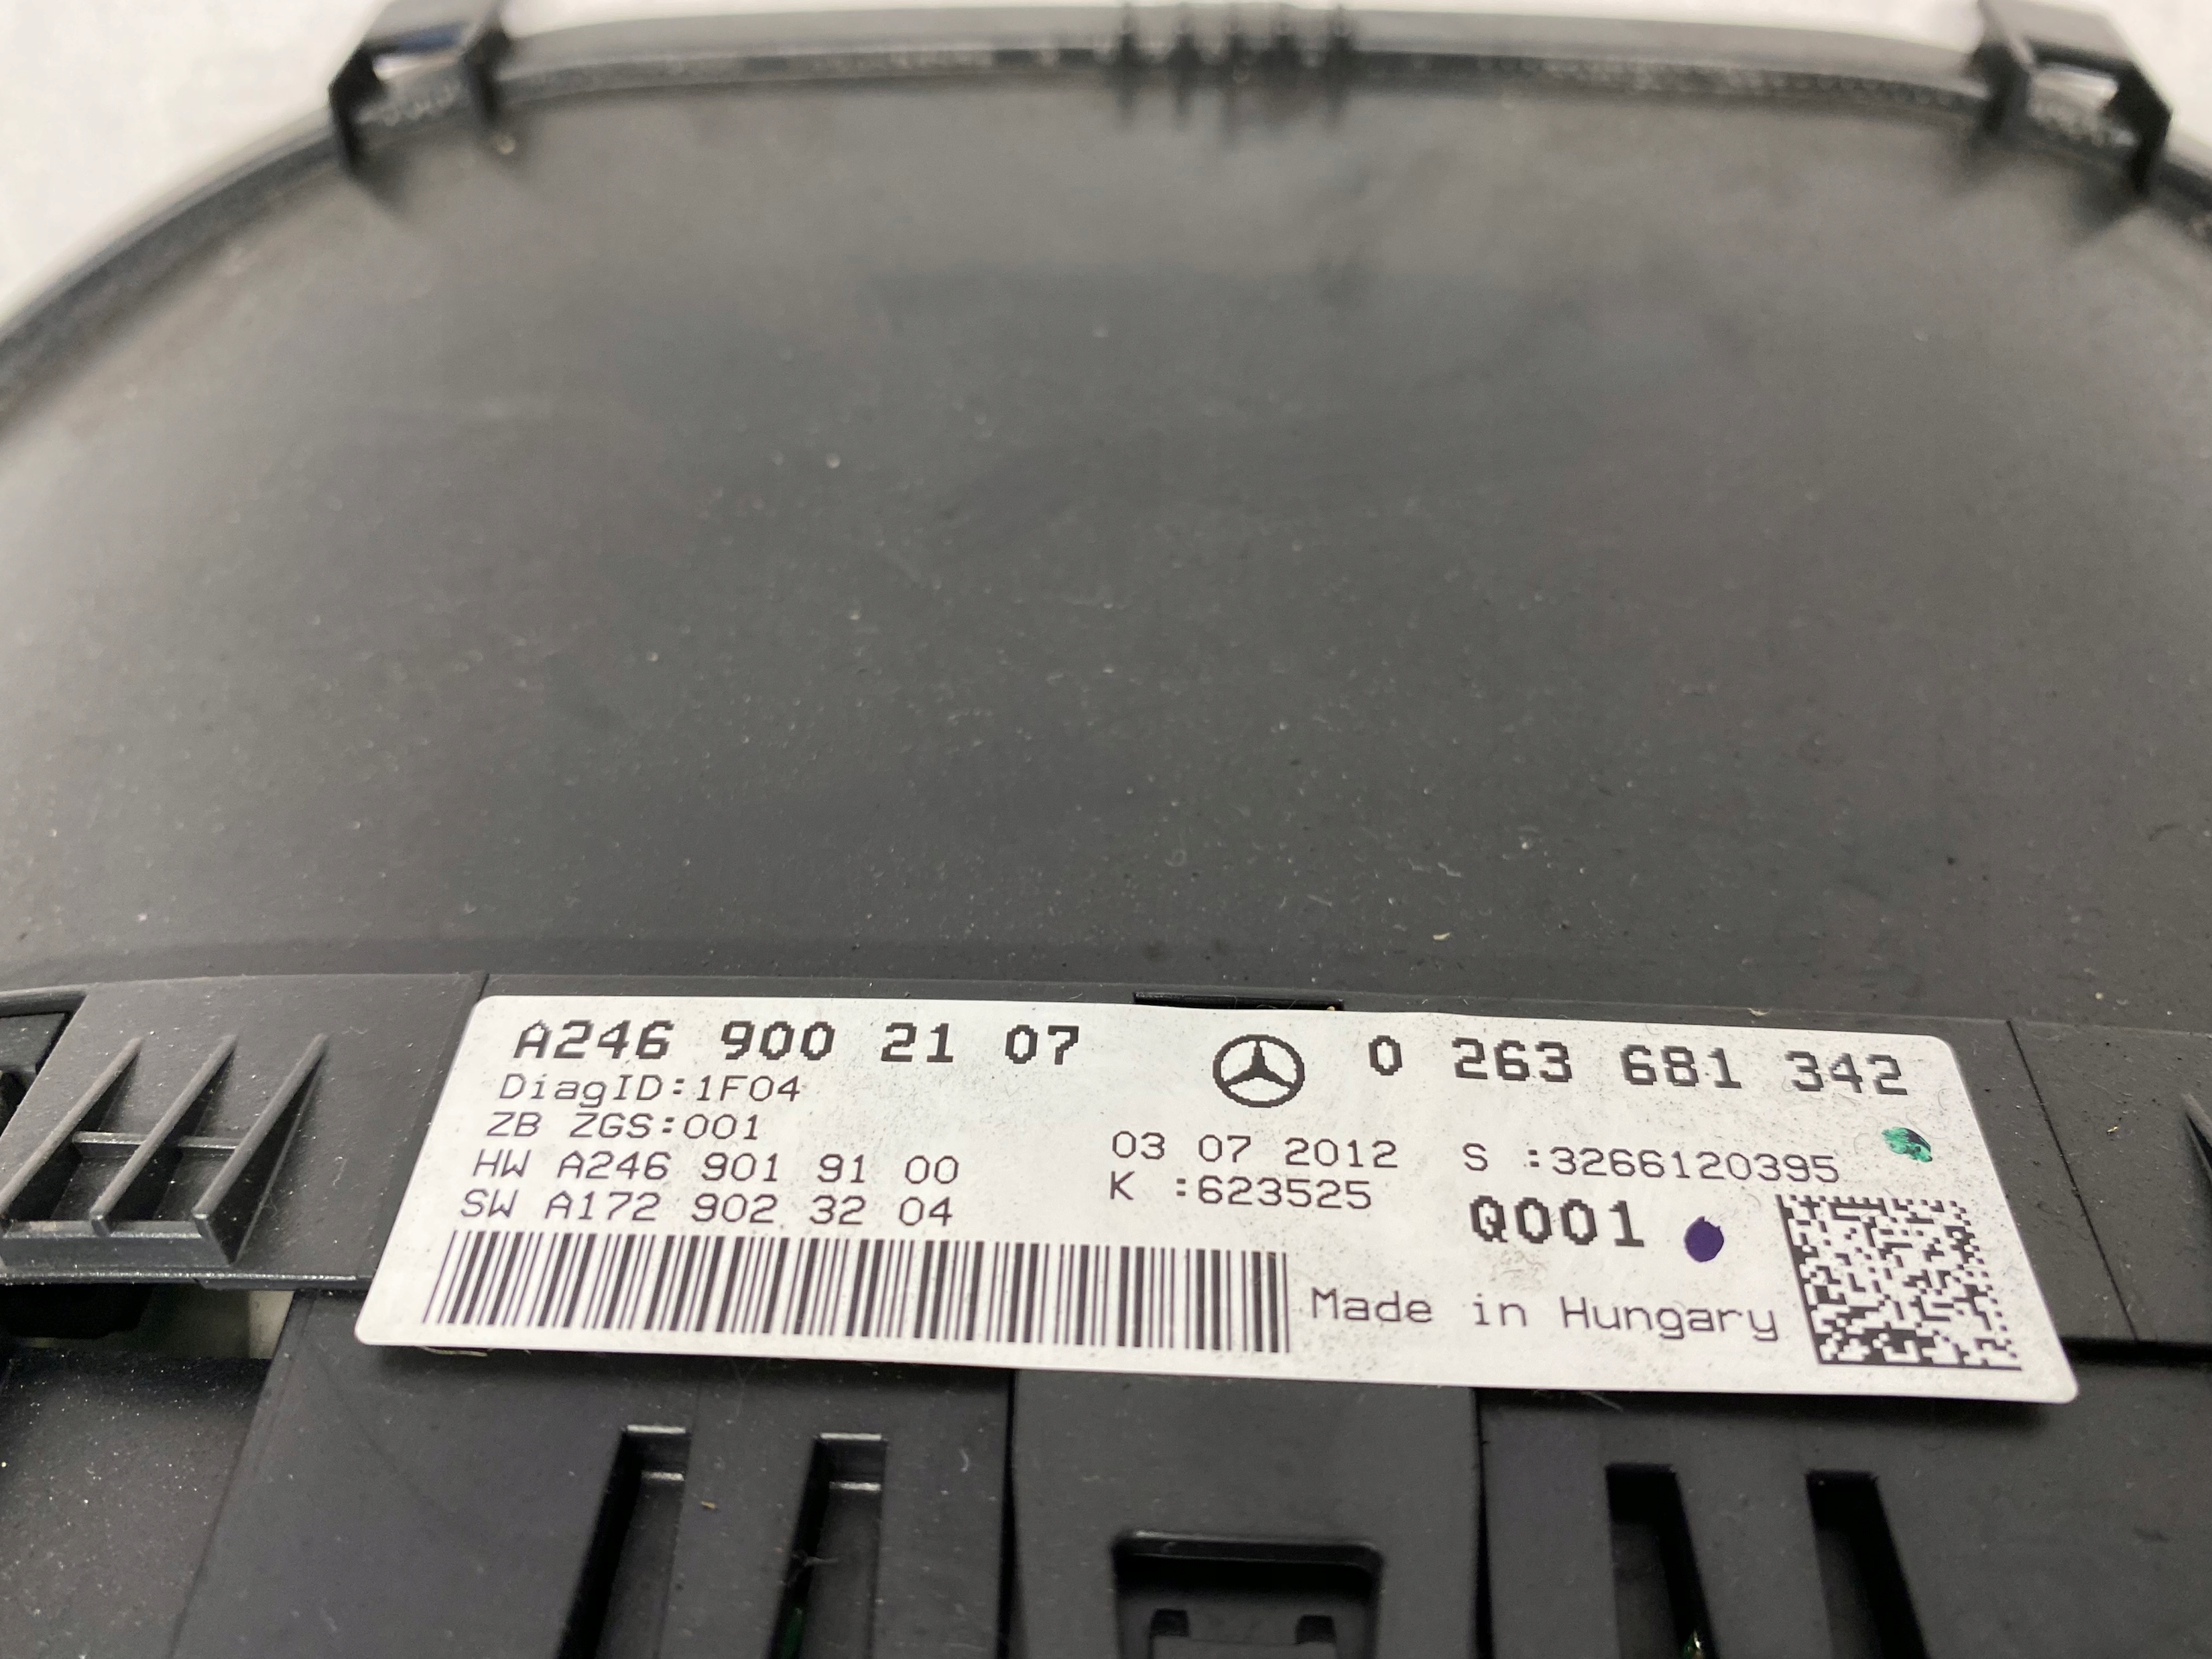 A246 900 21 07
0 263 681 342
DiagID:1F04
ZB ZGS:001
HW A246 901 91 00
SW A172 902 32 04
03 07 2012
K :623525
S :3266120395
Q001
Made in Hungary